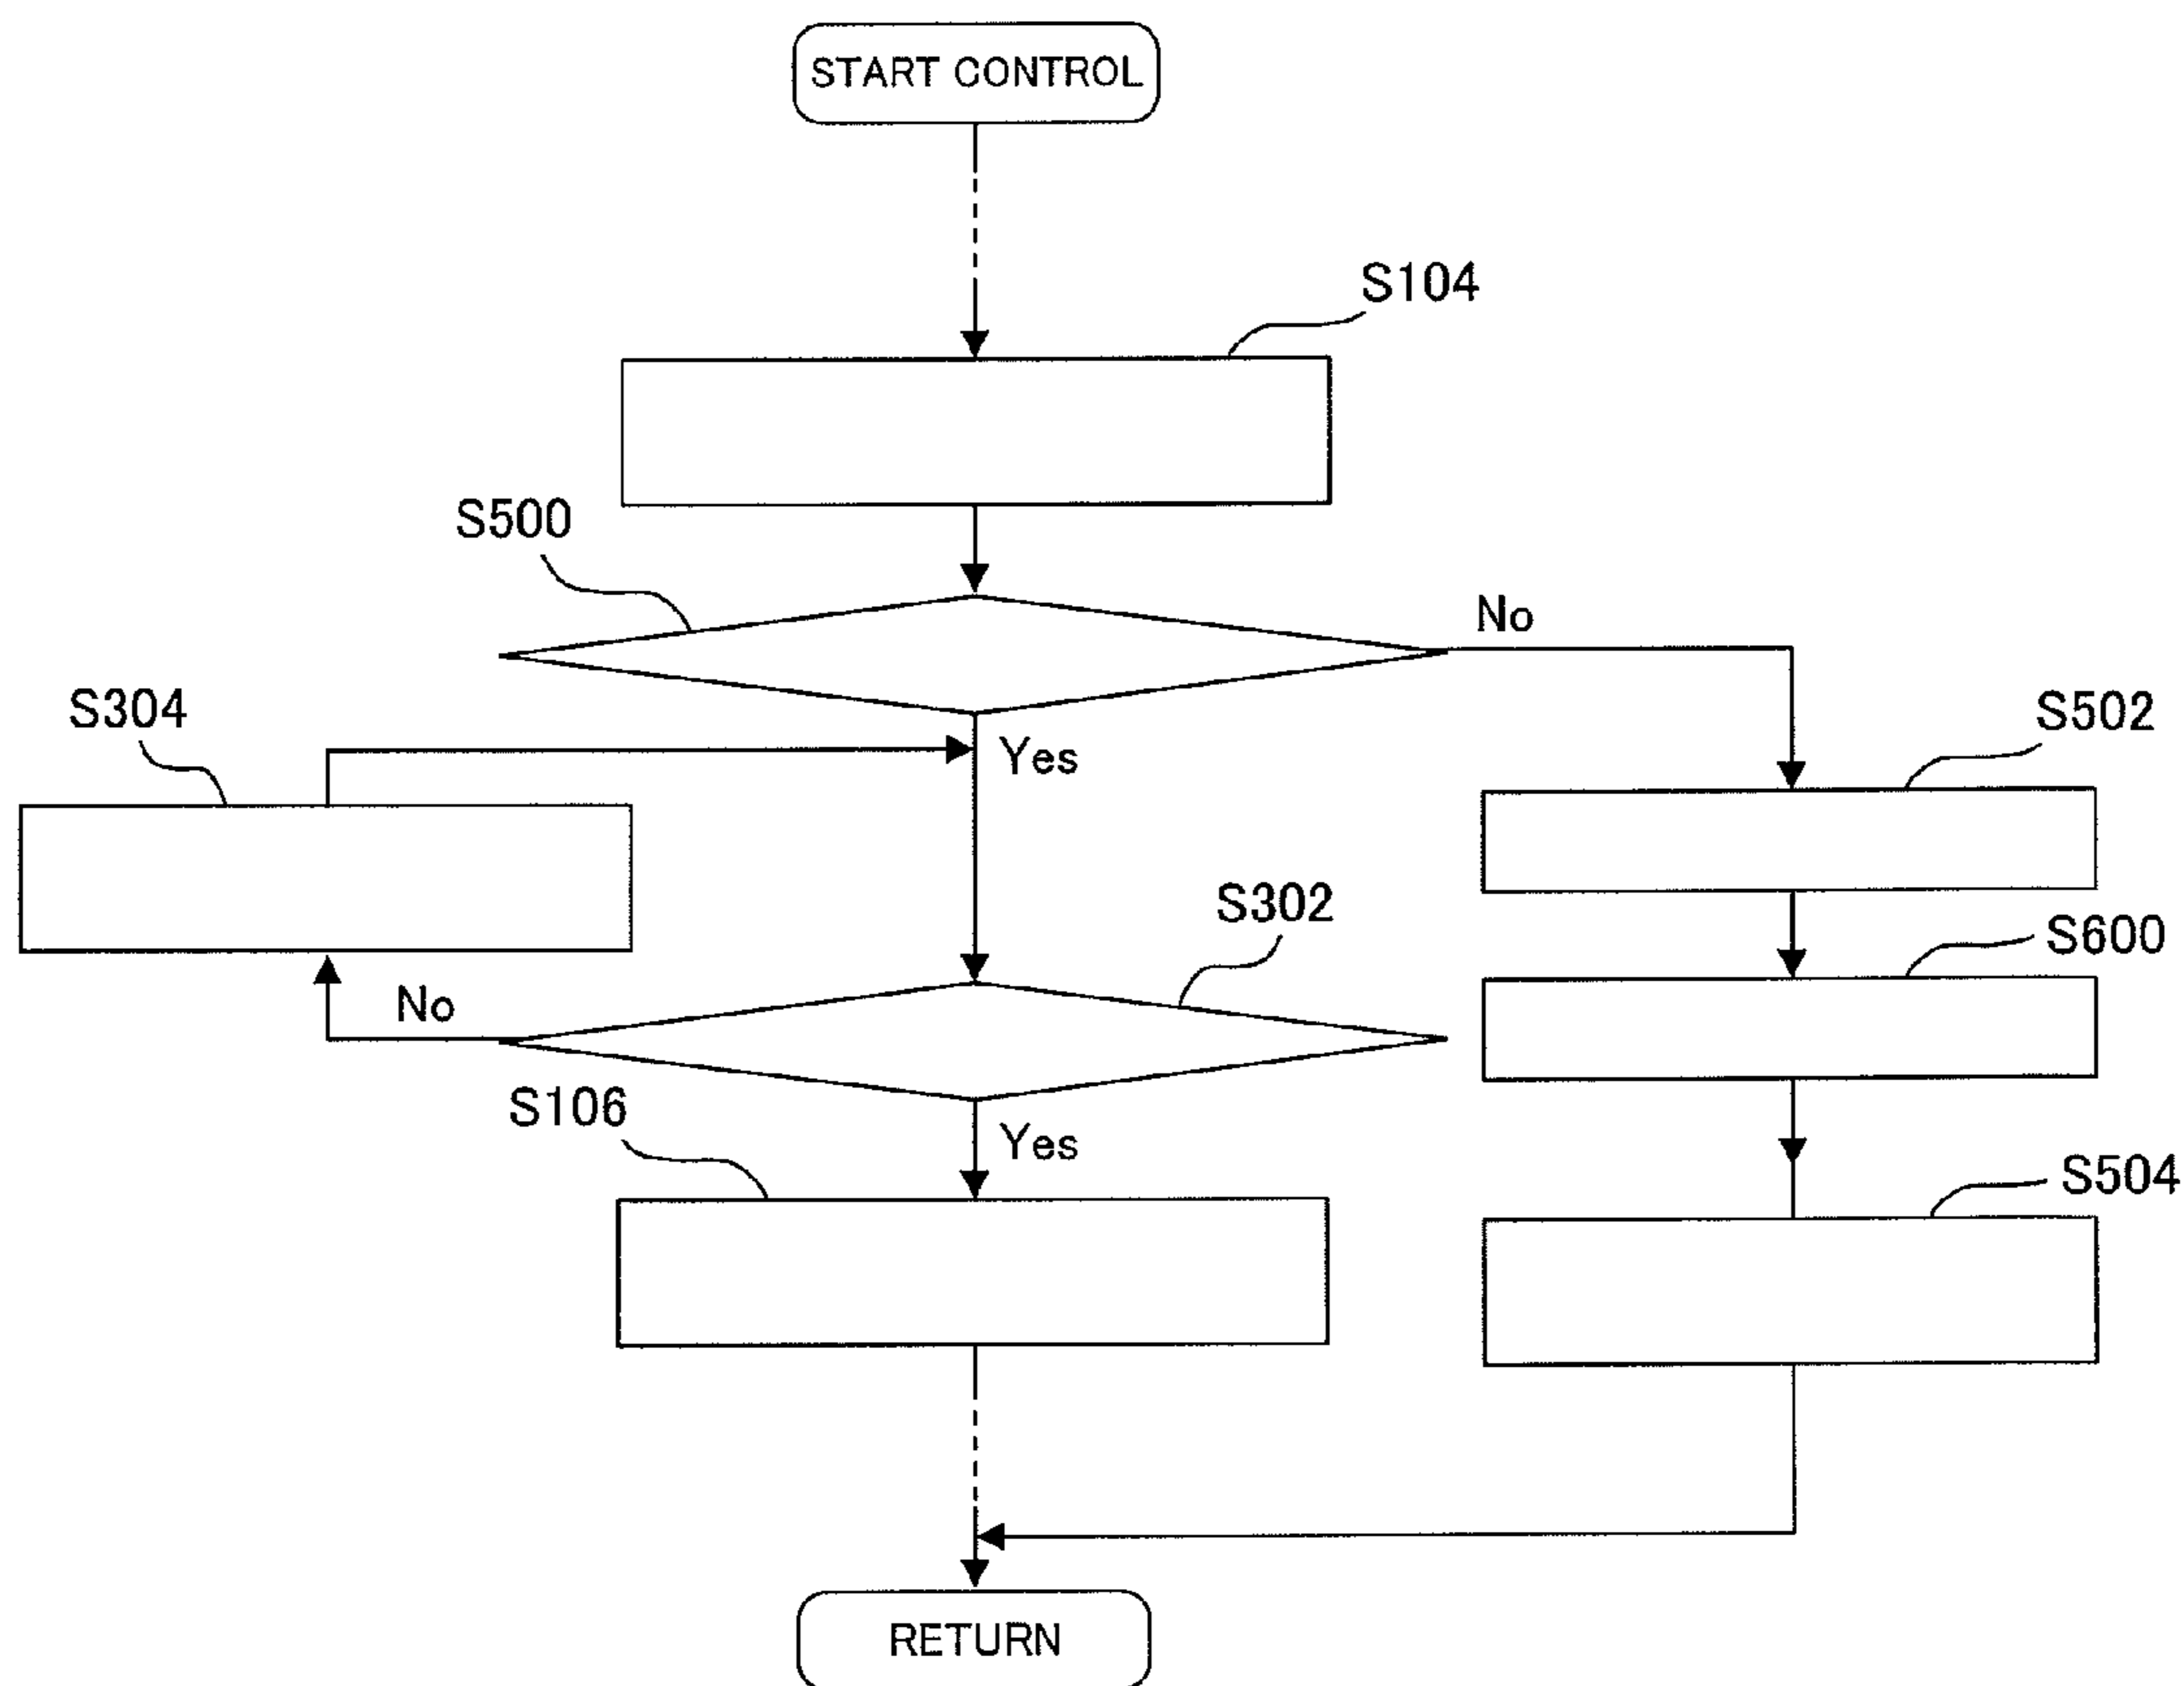 START CONTROL
S104
S500
No
S304
S502
Yes
S302
S600
No
S106
Yes
S504
RETURN